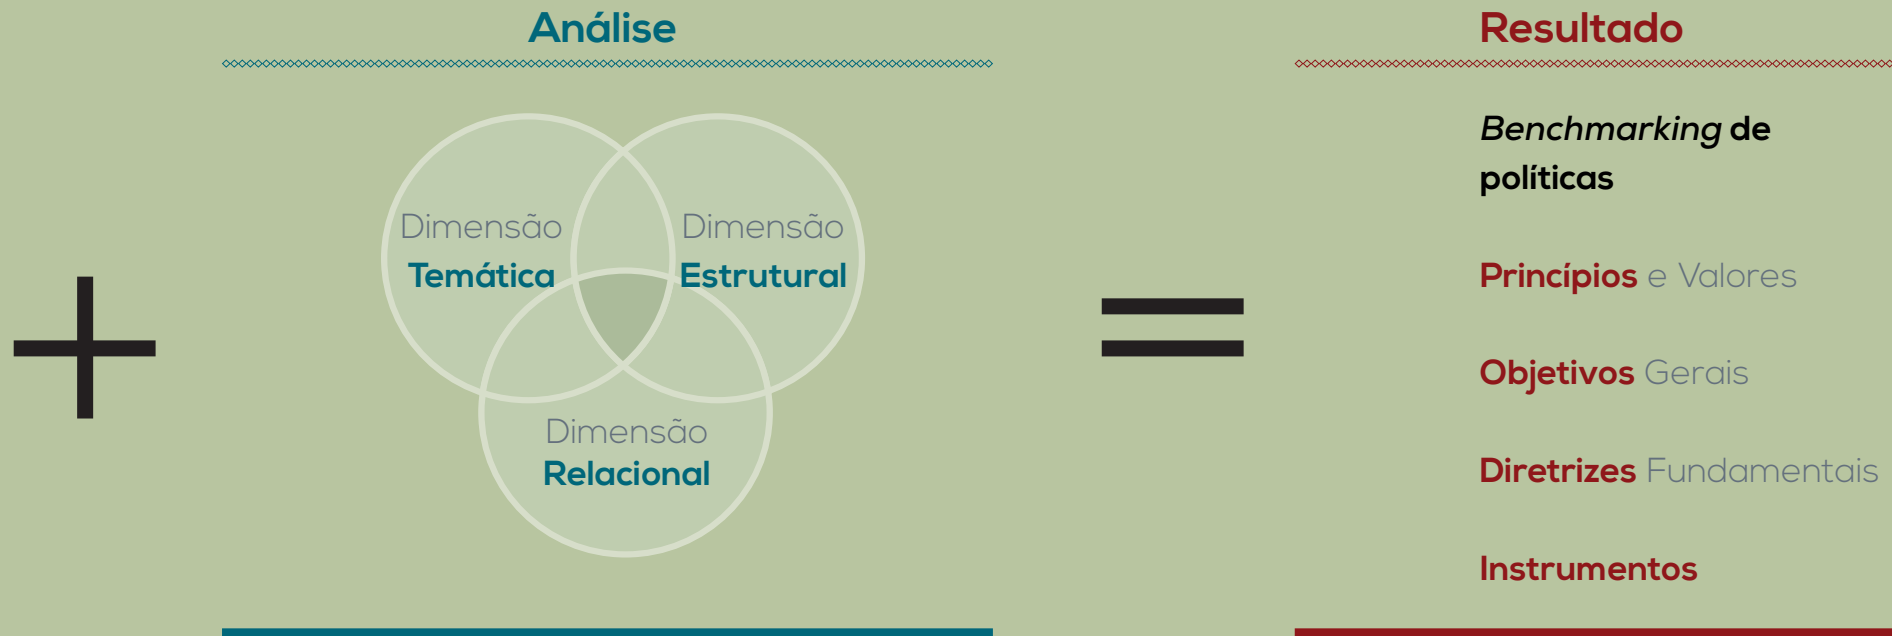 Análise
Dimensão
Temática
Dimensão
Estrutural
Dimensão
Relacional
Resultado
Benchmarking de
políticas
Princípios e Valores
Objetivos Gerais
Diretrizes Fundamentais
Instrumentos